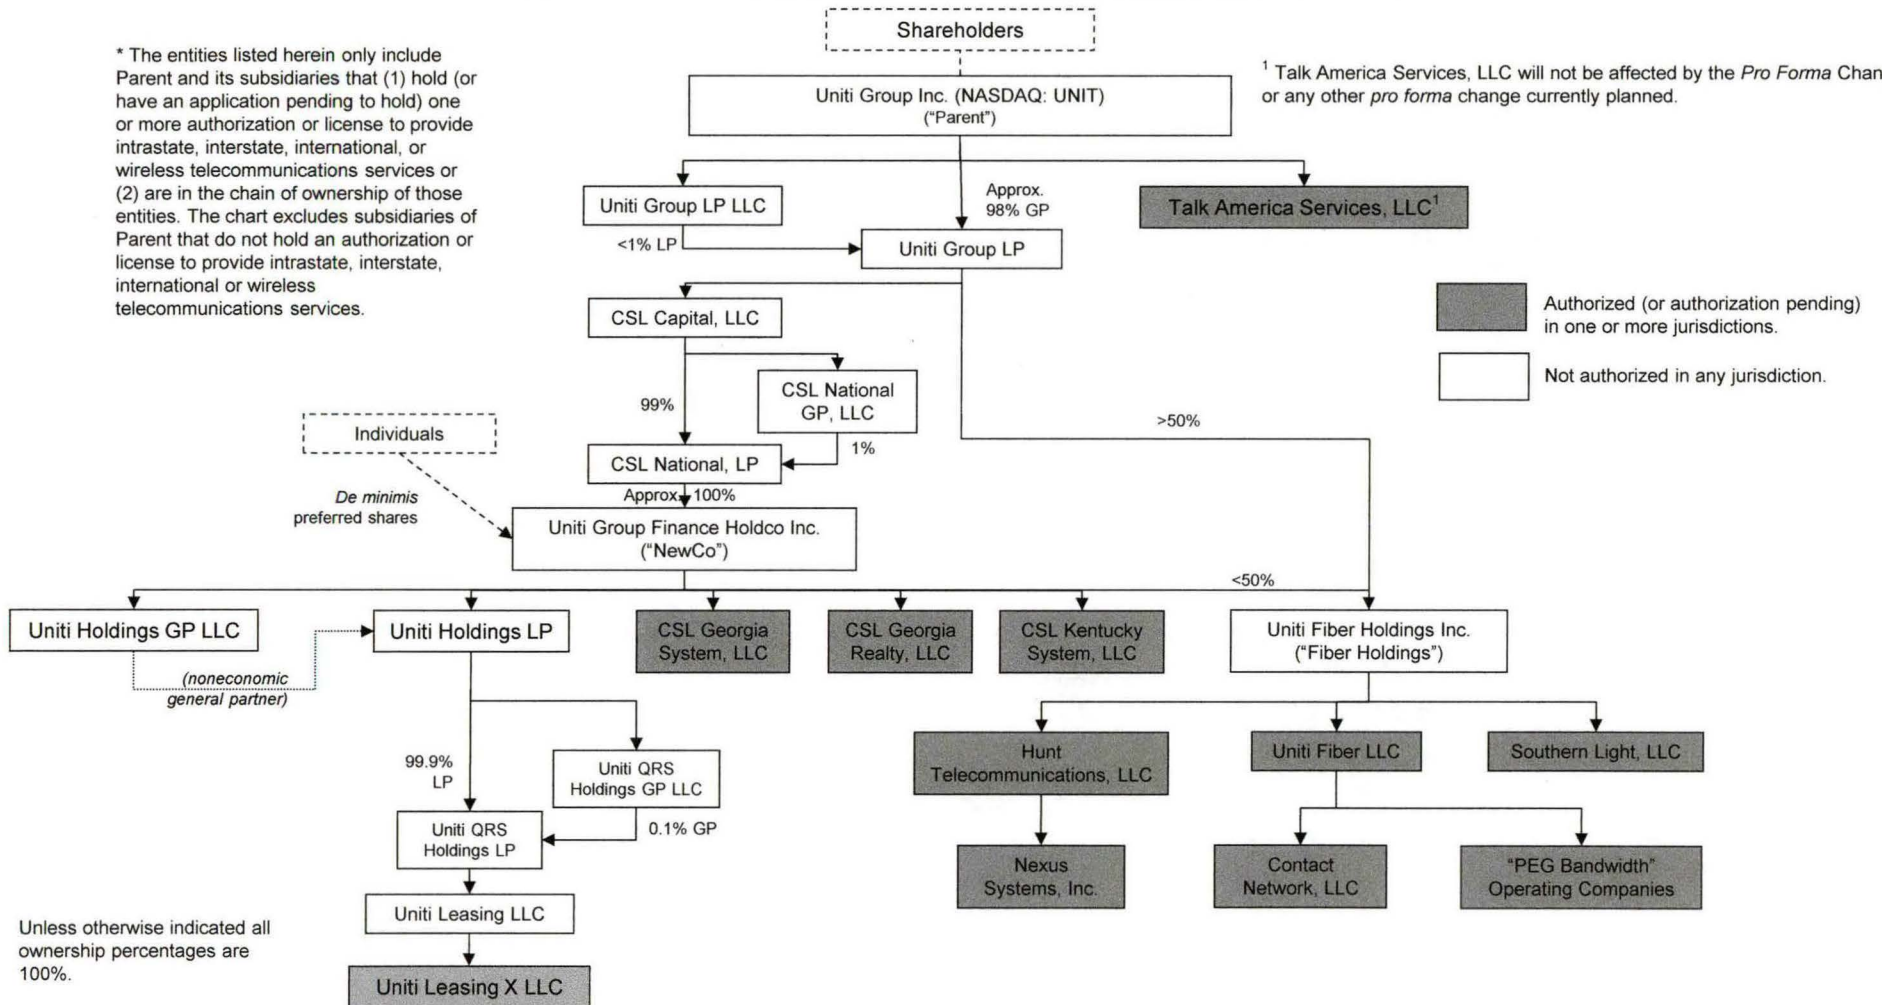 Shareholders
* The entities listed herein only include
Parent and its subsidiaries that (1) hold (or
have an application pending to hold) one
or more authorization or license to provide
intrastate, interstate, international, or
wireless telecommunications services or
(2) are in the chain of ownership of those
entities. The chart excludes subsidiaries of
Parent that do not hold an authorization or
license to provide intrastate, interstate,
international or wireless
telecommunications services.
Uniti Group Inc. (NASDAQ: UNIT)
("Parent")
¹ Talk America Services, LLC will not be affected by the Pro Forma Chan
or any other pro forma change currently planned.
Uniti Group LP LLC
Approx.
98% GP
Talk America Services, LLC¹
<1% LP
Uniti Group LP
CSL Capital, LLC
Authorized (or authorization pending)
in one or more jurisdictions.
Not authorized in any jurisdiction.
CSL National
GP, LLC
99%
1%
>50%
Individuals
CSL National, LP
De minimis
preferred shares
Approx. 100%
Uniti Group Finance Holdco Inc.
("NewCo")
<50%
Uniti Holdings GP LLC
Uniti Holdings LP
CSL Georgia
System, LLC
CSL Georgia
Realty, LLC
CSL Kentucky
System, LLC
Uniti Fiber Holdings Inc.
("Fiber Holdings")
(noneconomic
general partner)
99.9%
LP
Uniti QRS
Holdings GP LLC
0.1% GP
Uniti QRS
Holdings LP
Hunt
Telecommunications, LLC
Uniti Fiber LLC
Southern Light, LLC
Nexus
Systems, Inc.
Contact
Network, LLC
"PEG Bandwidth"
Operating Companies
Uniti Leasing LLC
Uniti Leasing X LLC
Unless otherwise indicated all
ownership percentages are
100%.